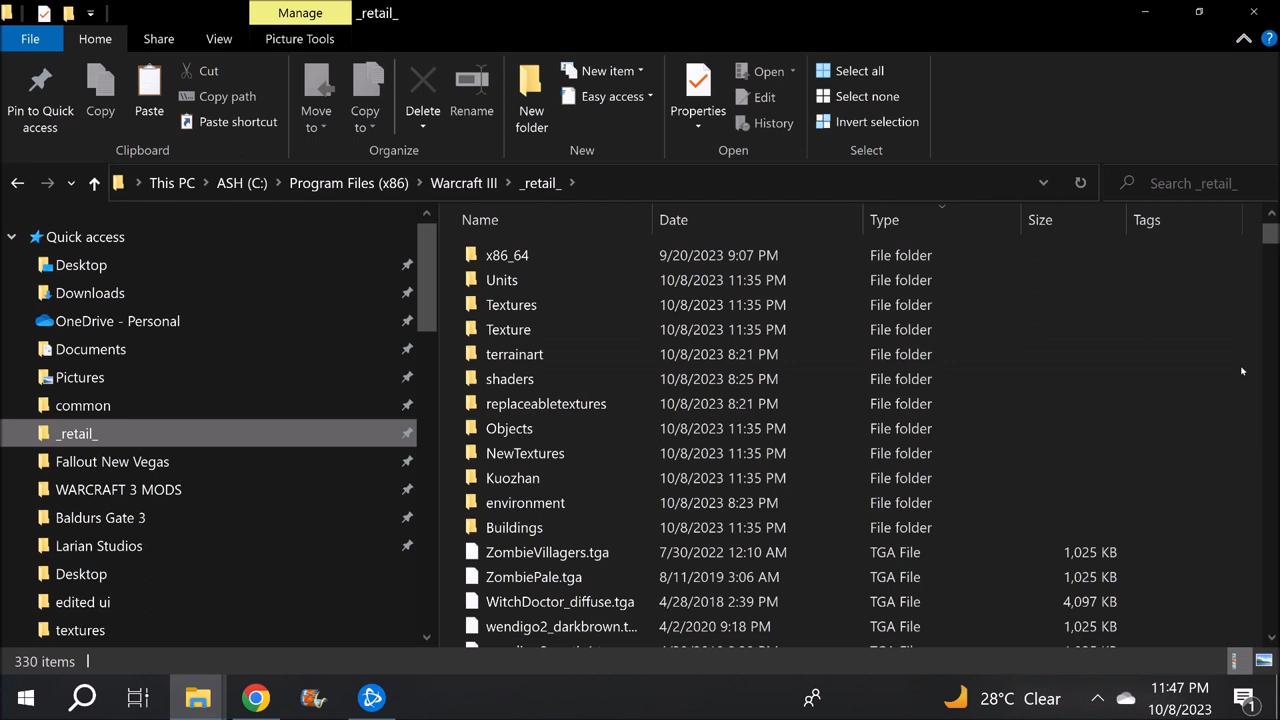 Manage
_retail_
File
Home
Share
View
Picture Tools
Pin to Quick access
Copy
Paste
Cut
Copy path
Paste shortcut
Clipboard
Move to
Copy to
Delete
Rename
Organize
New folder
New item
Easy access
New
Properties
Open
Edit
History
Open
Select all
Select none
Invert selection
Select
This PC > ASH (C:) > Program Files (x86) > Warcraft III > _retail_ >
Search _retail_
Quick access
Desktop
Downloads
OneDrive - Personal
Documents
Pictures
common
_retail_
Fallout New Vegas
WARCRAFT 3 MODS
Baldurs Gate 3
Larian Studios
Desktop
edited ui
textures
Name Date Type Size Tags
x86_64 9/20/2023 9:07 PM File folder
Units 10/8/2023 11:35 PM File folder
Textures 10/8/2023 11:35 PM File folder
Texture 10/8/2023 11:35 PM File folder
terrainart 10/8/2023 8:21 PM File folder
shaders 10/8/2023 8:25 PM File folder
replaceabletextures 10/8/2023 8:21 PM File folder
Objects 10/8/2023 11:35 PM File folder
NewTextures 10/8/2023 11:35 PM File folder
Kuozhan 10/8/2023 11:35 PM File folder
environment 10/8/2023 8:23 PM File folder
Buildings 10/8/2023 11:35 PM File folder
ZombieVillagers.tga 7/30/2022 12:10 AM TGA File 1,025 KB
ZombiePale.tga 8/11/2019 3:06 AM TGA File 1,025 KB
WitchDoctor_diffuse.tga 4/28/2018 2:39 PM TGA File 4,097 KB
wendigo2_darkbrown.t... 4/2/2020 9:18 PM TGA File 1,025 KB
330 items
28°C Clear
11:47 PM
10/8/2023
1